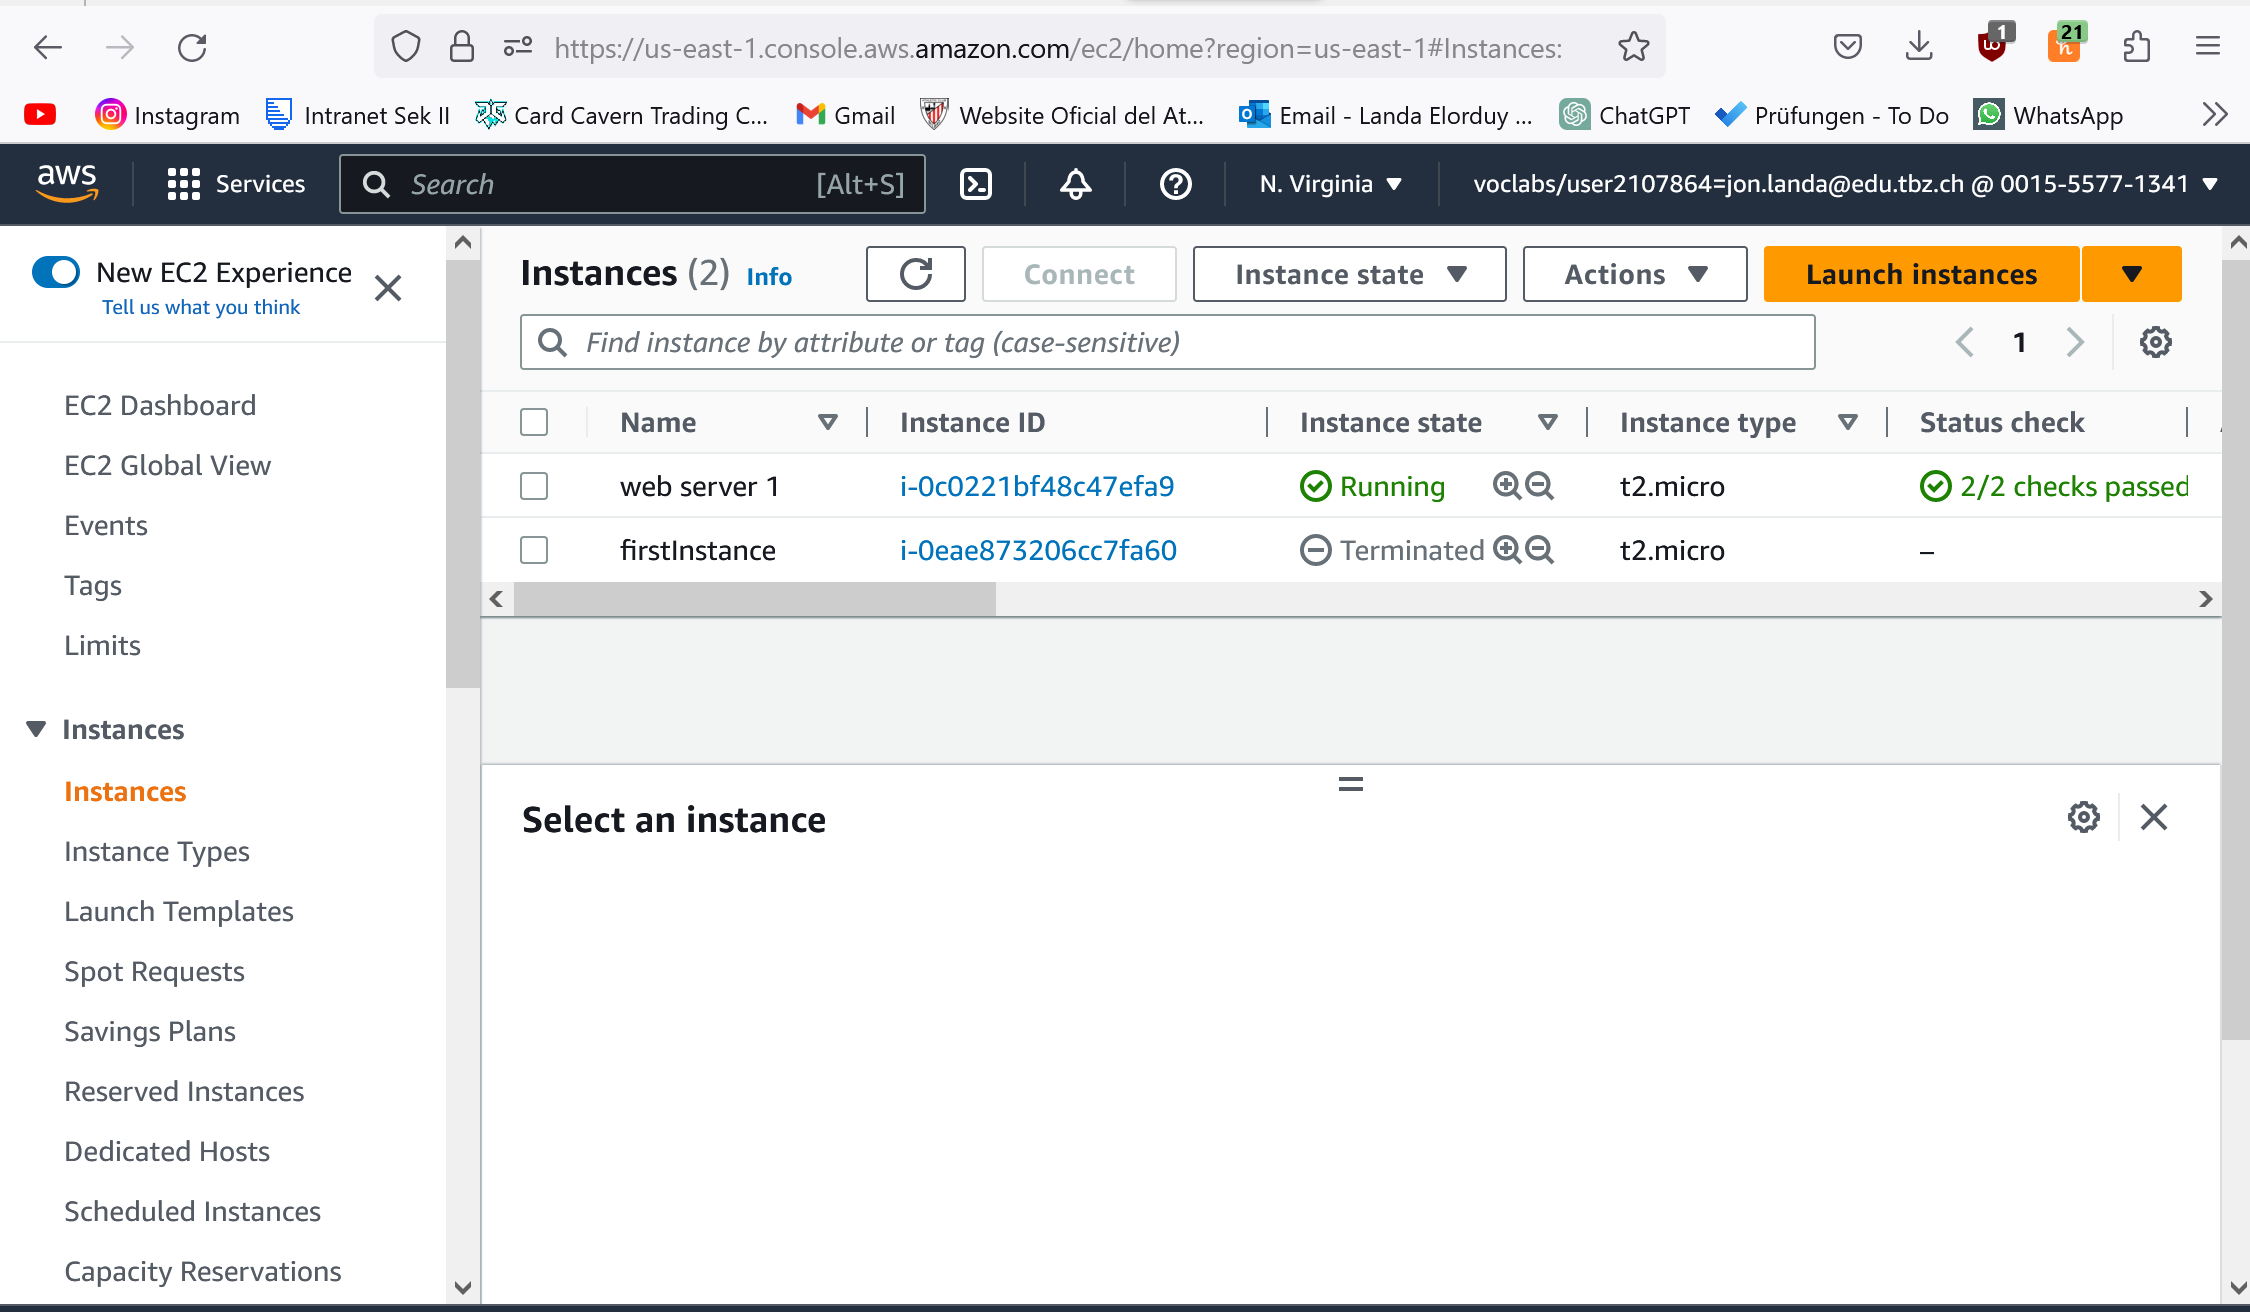 https://us-east-1.console.aws.amazon.com/ec2/home?region=us-east-1#Instances:
1
21
Instagram
Intranet Sek II
Card Cavern Trading C...
Gmail
Website Oficial del At...
Email - Landa Elorduy ...
ChatGPT
Prüfungen - To Do
WhatsApp
aws
Services
Search
[Alt+S]
N. Virginia
voclabs/user2107864=jon.landa@edu.tbz.ch @ 0015-5577-1341
New EC2 Experience
Tell us what you think
EC2 Dashboard
EC2 Global View
Events
Tags
Limits
Instances
Instances
Instance Types
Launch Templates
Spot Requests
Savings Plans
Reserved Instances
Dedicated Hosts
Scheduled Instances
Capacity Reservations
Instances (2) Info
Connect
Instance state
Actions
Launch instances
Find instance by attribute or tag (case-sensitive)
1
Name Instance ID Instance state Instance type Status check
web server 1 i-0c0221bf48c47efa9 Running t2.micro 2/2 checks passed
firstInstance i-0eae873206cc7fa60 Terminated t2.micro –
Select an instance